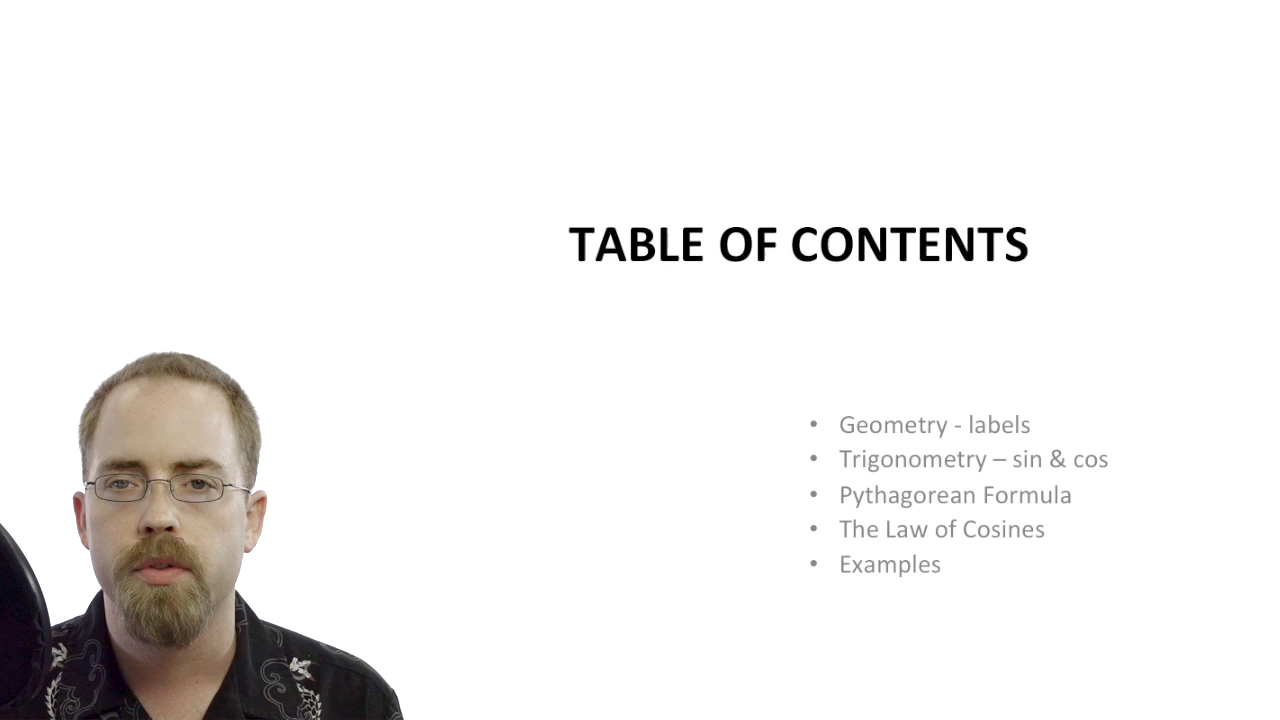 TABLE OF CONTENTS
• Geometry - labels
• Trigonometry – sin & cos
• Pythagorean Formula
• The Law of Cosines
• Examples